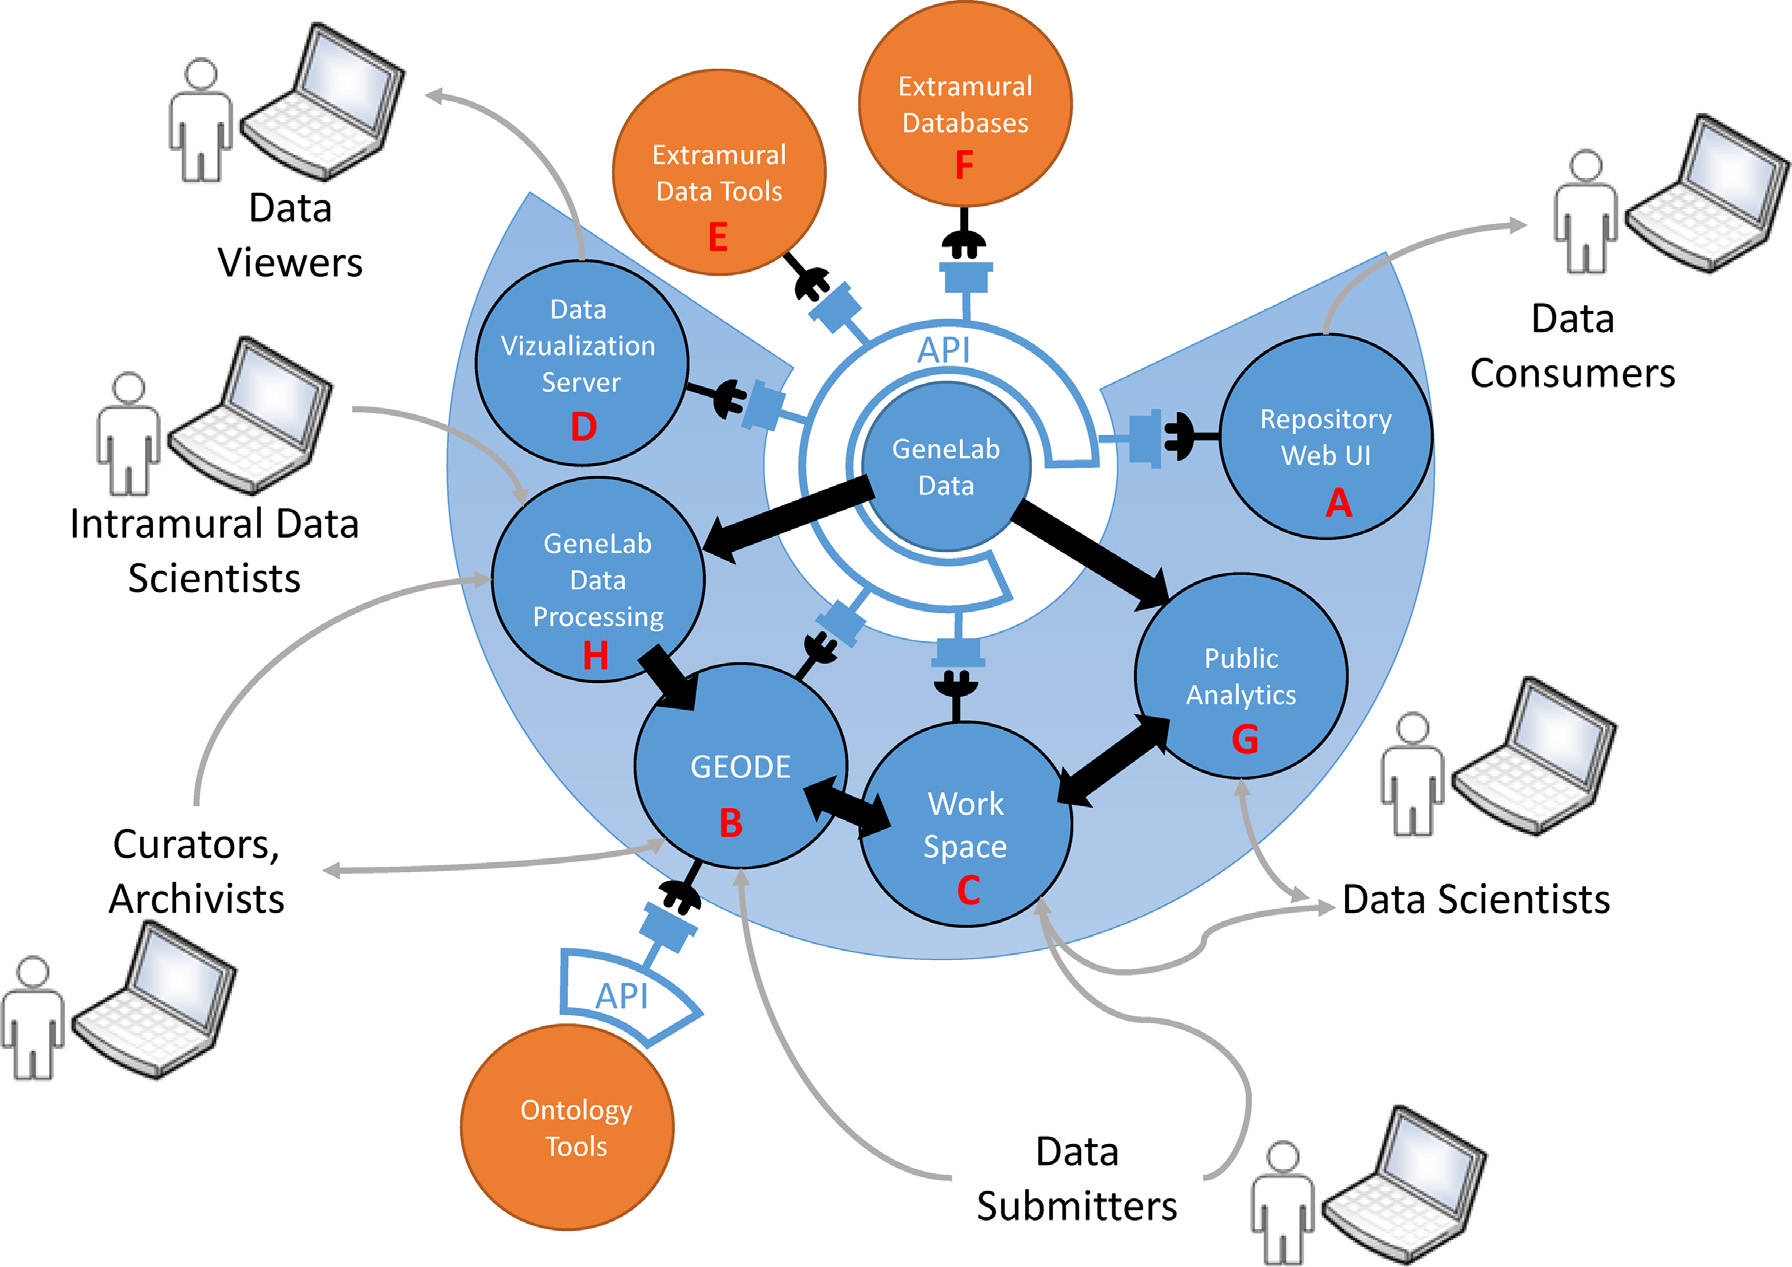 Extramural
Databases
F
Extramural
Data Tools
E
Data
Viewers
Data
Vizualization
Server
D
API
GeneLab
Data
Data
Consumers
Repository
Web UI
A
Intramural Data
Scientists
GeneLab
Data
Processing
H
Public
Analytics
G
GEODE
B
Work
Space
C
Curators,
Archivists
Data Scientists
API
Ontology
Tools
Data
Submitters